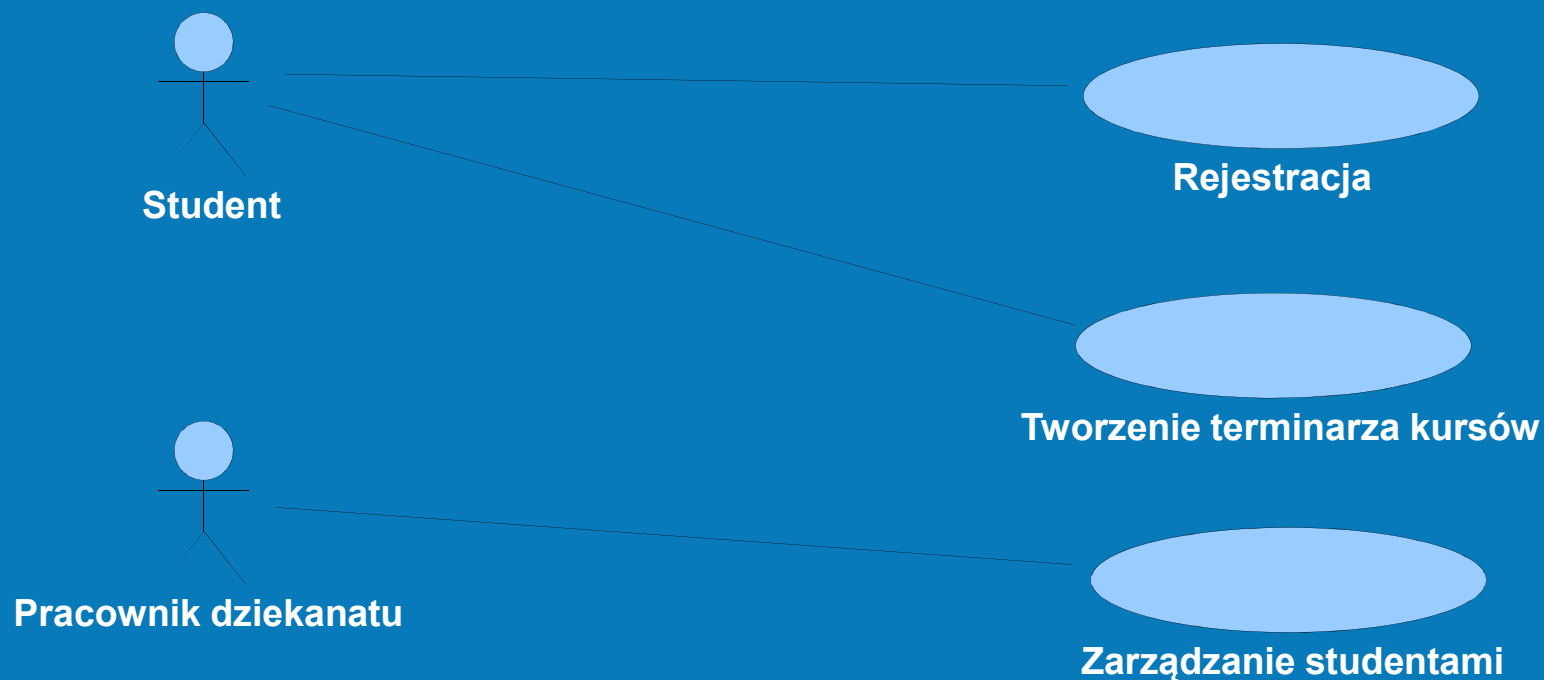 Student
Rejestracja
Tworzenie terminarza kursów
Pracownik dziekanatu
Zarządzanie studentami